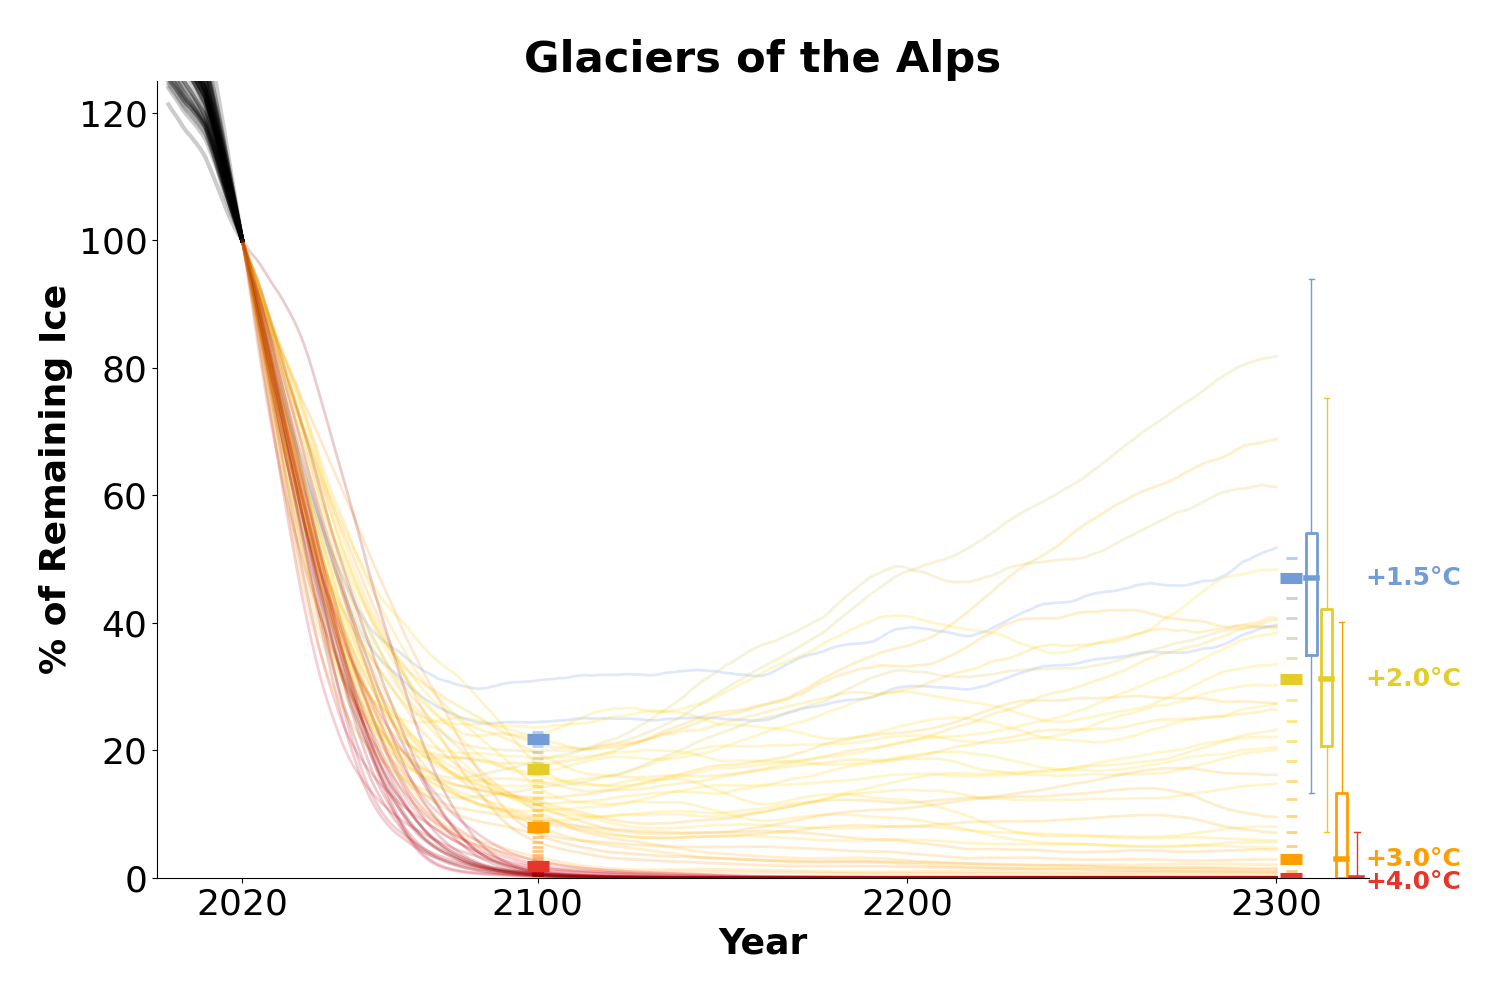 Glaciers of the Alps
% of Remaining Ice
120
100
80
60
40
20
0
2020
2100
2200
2300
Year
+1.5°C
+2.0°C
+3.0°C
+4.0°C